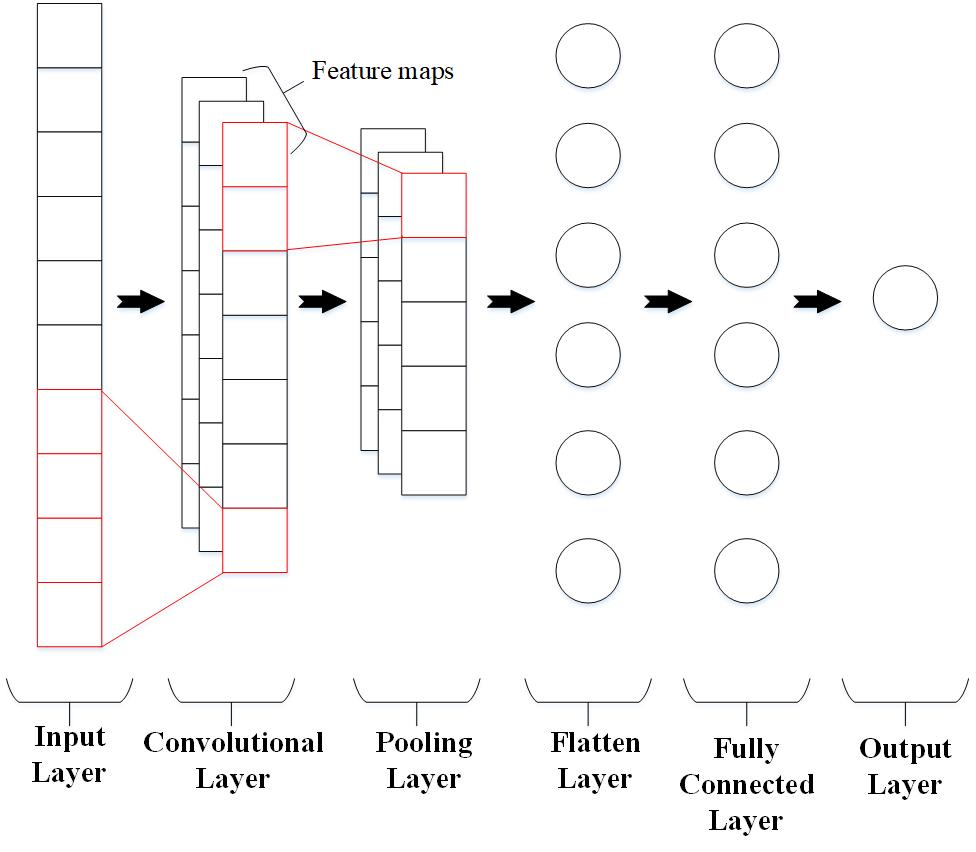 Feature maps
Input
Layer
Convolutional
Layer
Pooling
Layer
Flatten
Layer
Fully
Connected
Layer
Output
Layer